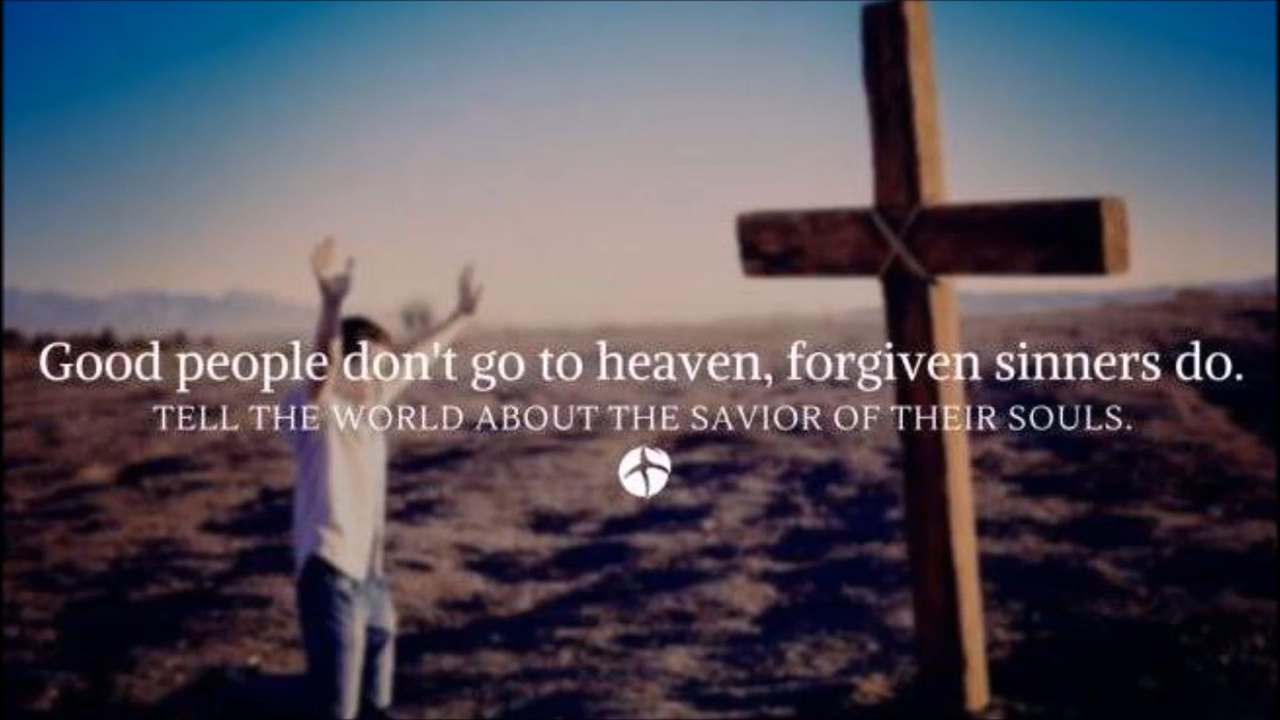 Good people don't go to heaven, forgiven sinners do.
TELL THE WORLD ABOUT THE SAVIOR OF THEIR SOULS.